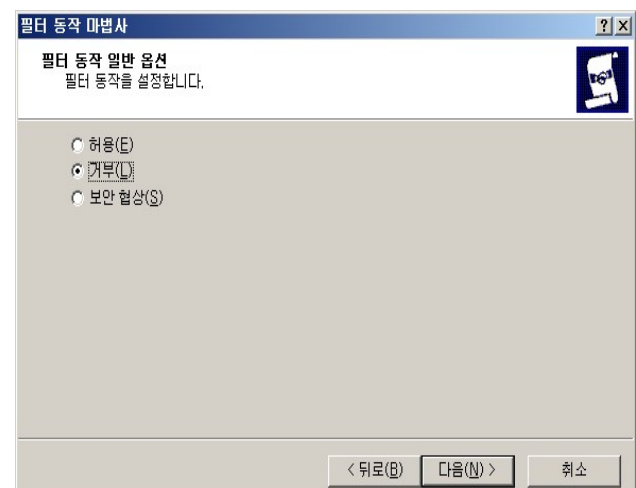 필터 동작 마법사
필터 동작 일반 옵션
필터 동작을 설정합니다.
허용(E)
거부(L)
보안 협상(S)
< 뒤로(B) 다음(N) > 취소